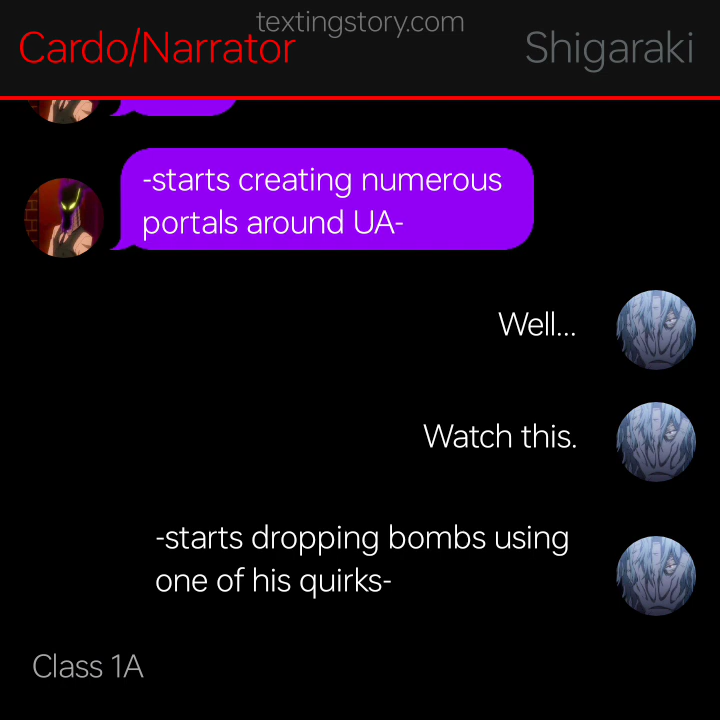 textingstory.com
Cardo/Narrator
Shigaraki
-starts creating numerous
portals around UA-
Well...
Watch this.
-starts dropping bombs using
one of his quirks-
Class 1A